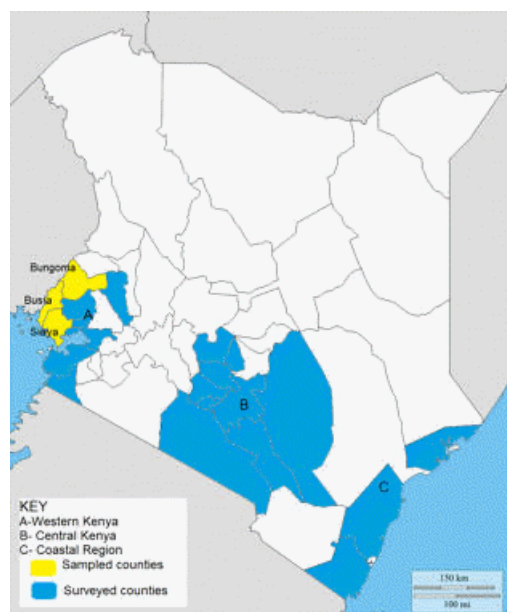 Bungoma
Busia
A
Siaya
B
C
KEY
A-Western Kenya
B- Central Kenya
C- Coastal Region
Sampled counties
Surveyed counties
150 km
100 mi